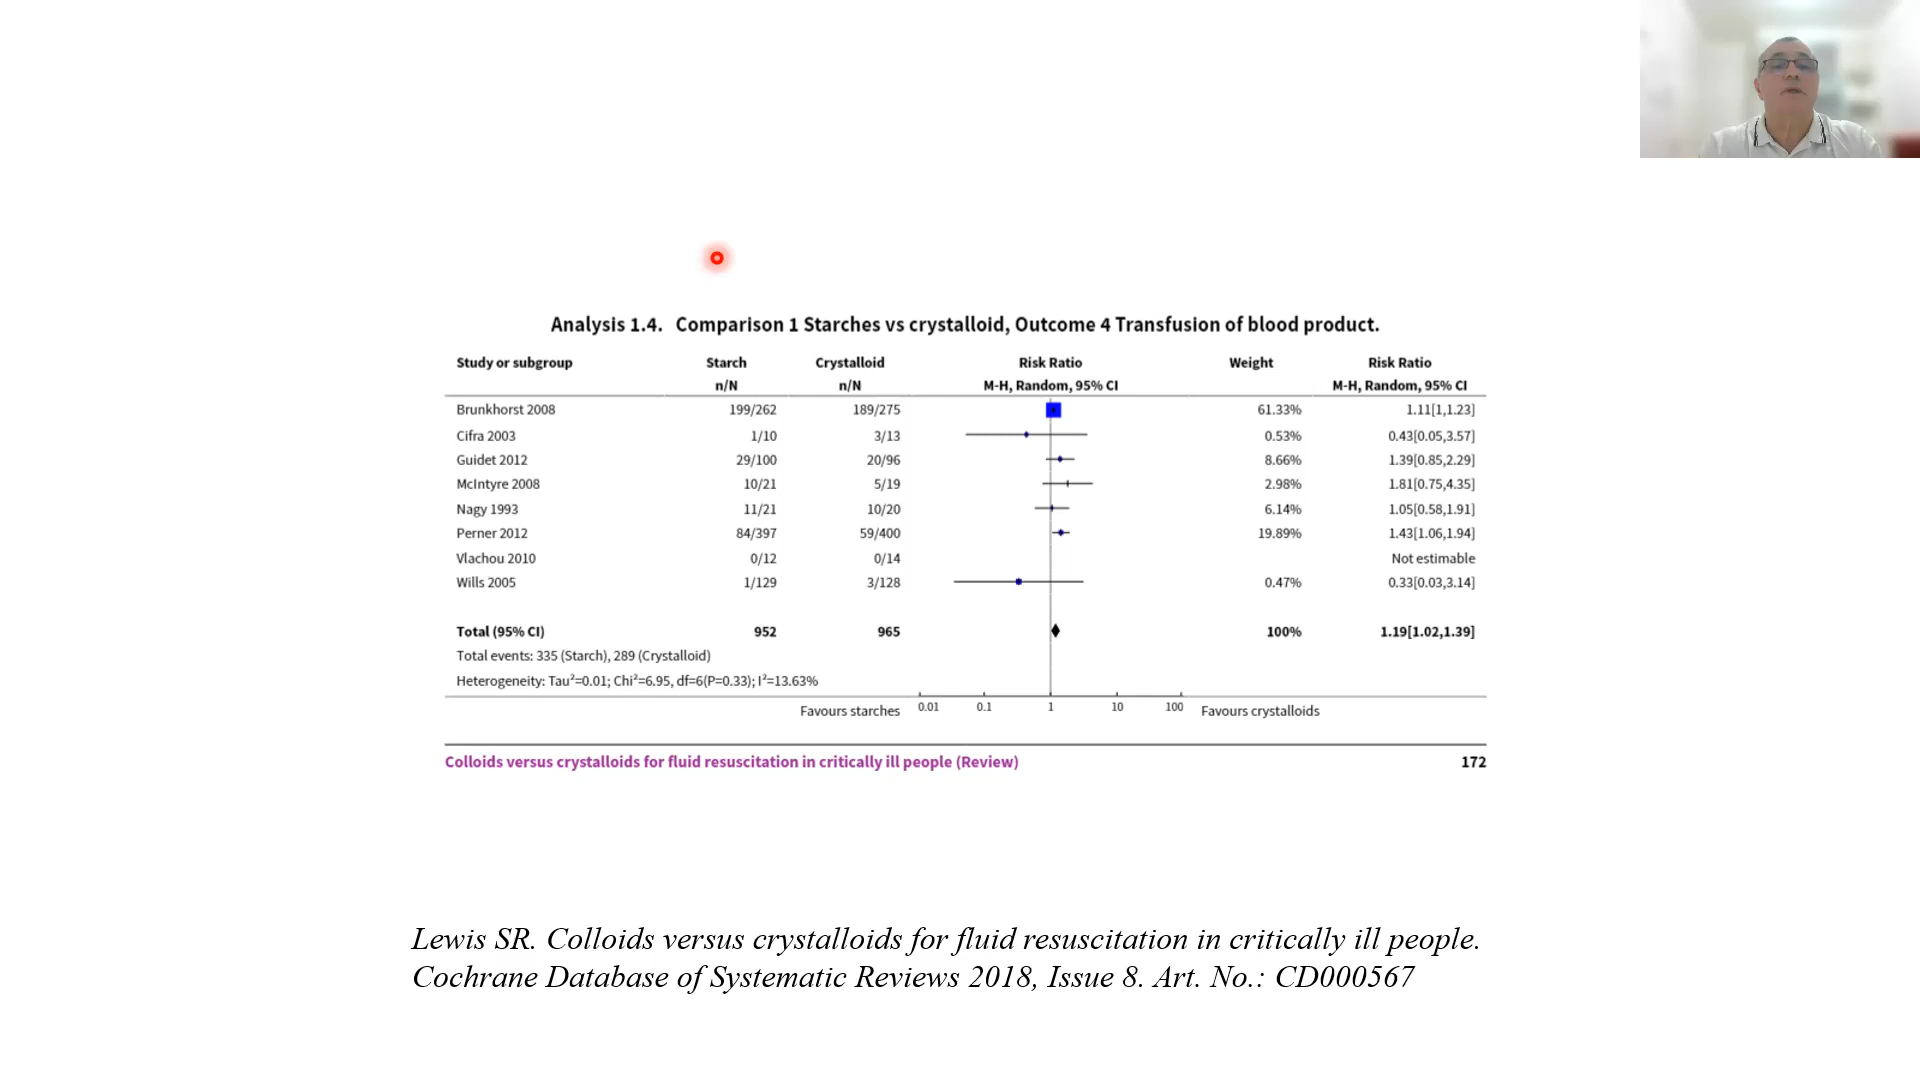 Analysis 1.4. Comparison 1 Starches vs crystalloid, Outcome 4 Transfusion of blood product.
Study or subgroup Starch Crystalloid Risk Ratio Weight Risk Ratio
n/N n/N M-H, Random, 95% CI M-H, Random, 95% CI
Brunkhorst 2008 199/262 189/275 61.33% 1.11[1,1.23]
Cifra 2003 1/10 3/13 0.53% 0.43[0.05,3.57]
Guidet 2012 29/100 20/96 8.66% 1.39[0.85,2.29]
McIntyre 2008 10/21 5/19 2.98% 1.81[0.75,4.35]
Nagy 1993 11/21 10/20 6.14% 1.05[0.58,1.91]
Perner 2012 84/397 59/400 19.89% 1.43[1.06,1.94]
Vlachou 2010 0/12 0/14 Not estimable
Wills 2005 1/129 3/128 0.47% 0.33[0.03,3.14]
Total (95% CI) 952 965 100% 1.19[1.02,1.39]
Total events: 335 (Starch), 289 (Crystalloid)
Heterogeneity: Tau²=0.01; Chi²=6.95, df=6(P=0.33); I²=13.63%
Favours starches 0.01 0.1 1 10 100 Favours crystalloids
Colloids versus crystalloids for fluid resuscitation in critically ill people (Review) 172
Lewis SR. Colloids versus crystalloids for fluid resuscitation in critically ill people.
Cochrane Database of Systematic Reviews 2018, Issue 8. Art. No.: CD000567